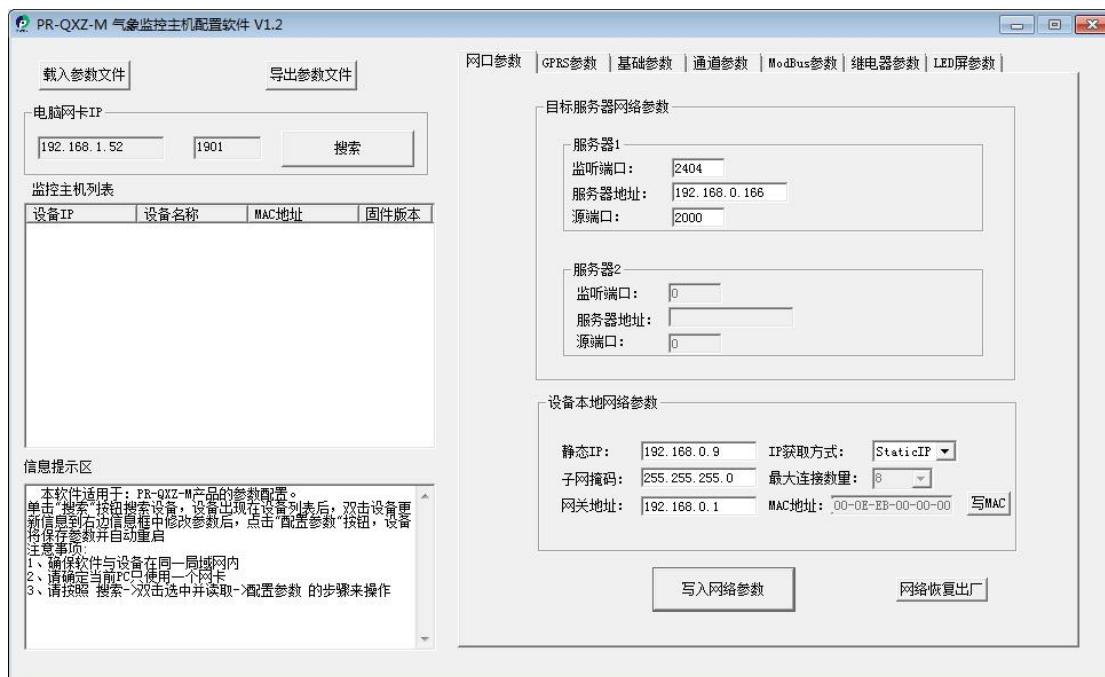 PR-QXZ-M 气象监控主机配置软件 V1.2
载入参数文件
导出参数文件
电脑网卡IP
192.168.1.52
1901
搜索
监控主机列表
设备IP 设备名称 MAC地址 固件版本
信息提示区
本软件适用于：PR-QXZ-M产品的参数配置。
单击"搜索"按钮搜索设备，设备出现在设备列表后，双击设备更
新信息到右边信息框中修改参数后，点击"配置参数"按钮，设备
将保存参数并自动重启
注意事项:
1、确保软件与设备在同一局域网内
2、请确定当前PC只使用一个网卡
3、请按照 搜索->双击选中并读取->配置参数 的步骤来操作
网口参数 GPRS参数 基础参数 通道参数 ModBus参数 继电器参数 LED屏参数
目标服务器网络参数
服务器1
监听端口： 2404
服务器地址： 192.168.0.166
源端口： 2000
服务器2
监听端口： 0
服务器地址：
源端口： 0
设备本地网络参数
静态IP： 192.168.0.9 IP获取方式： StaticIP
子网掩码： 255.255.255.0 最大连接数量： 8
网关地址： 192.168.0.1 MAC地址： 00-0E-EB-00-00-00 写MAC
写入网络参数
网络恢复出厂